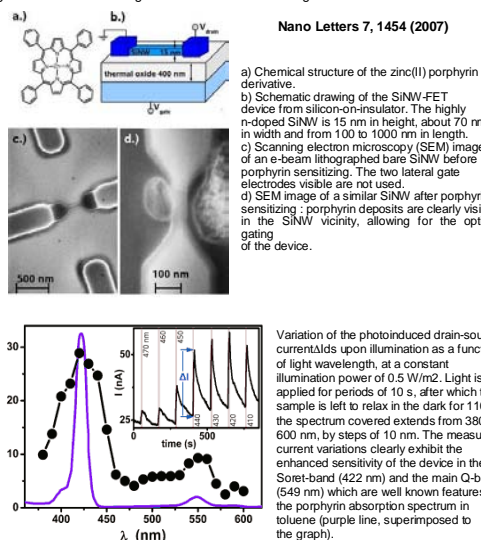 a.)
b.)
V drain
SiNW
15 nm
thermal oxide 400 nm
V gate
c.)
d.)
500 nm
100 nm
Nano Letters 7, 1454 (2007)
a) Chemical structure of the zinc(II) porphyrin
derivative.
b) Schematic drawing of the SiNW-FET
device from silicon-on-insulator. The highly
n-doped SiNW is 15 nm in height, about 70 nm
in width and from 100 to 1000 nm in length.
c) Scanning electron microscopy (SEM) image
of an e-beam lithographed bare SiNW before
porphyrin sensitizing. The two lateral gate
electrodes visible are not used.
d) SEM image of a similar SiNW after porphyr
sensitizing : porphyrin deposits are clearly visi
in the SiNW vicinity, allowing for the opt
gating
of the device.
30
20
10
0
400 450 500 550 600
λ (nm)
470 nm
460
450
440
430
420
410
ΔI
50
25
I (nA)
0 5000
time (s)
Variation of the photoinduced drain-sou
currentΔIds upon illumination as a func
of light wavelength, at a constant
illumination power of 0.5 W/m2. Light is
applied for periods of 10 s, after which
sample is left to relax in the dark for 110
the spectrum covered extends from 380
600 nm, by steps of 10 nm. The measu
current variations clearly exhibit the
enhanced sensitivity of the device in the
Soret-band (422 nm) and the main Q-b
(549 nm) which are well known features
the porphyrin absorption spectrum in
toluene (purple line, superimposed to
the graph).